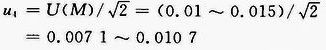 u₁ = U(M)/√2 = (0.01 ~ 0.015)/√2
= 0.007 1 ~ 0.010 7